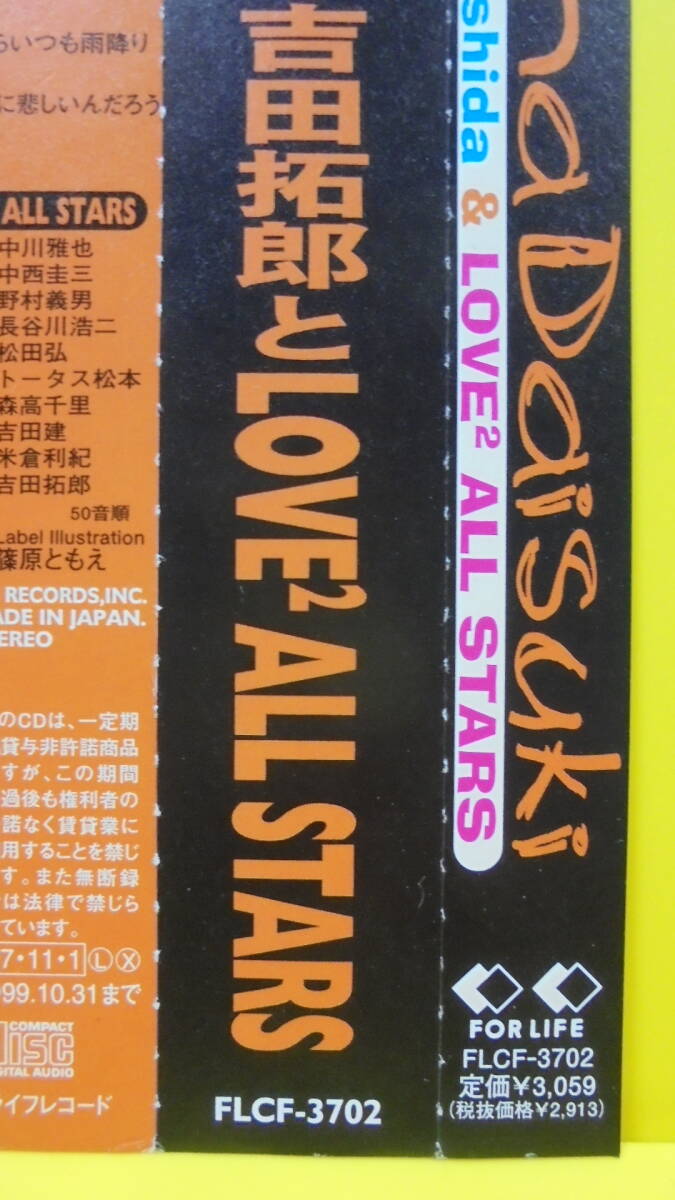 らいつも雨降り
に悲しいんだろう
ALL STARS
中川雅也
中西圭三
野村義男
長谷川浩二
松田弘
トータス松本
森高千里
吉田建
米倉利紀
吉田拓郎
50音順
Label Illustration
篠原ともえ
RECORDS,INC.
ADE IN JAPAN.
STEREO
のCDは、一定期
貸与非許諾商品
すが、この期間
過後も権利者の
諾なく賃貸業に
用することを禁じ
す。また無断録
は法律で禁じら
ています。
7・11・1 Ⓛ Ⓧ
99.10.31まで
COMPACT
disc
DIGITAL AUDIO
ライフレコード
吉田拓郎とLOVE² ALL STARS
FLCF-3702
shida & LOVE² ALL STARS
na Daisuki
FOR LIFE
FLCF-3702
定価¥3,059
(税抜価格¥2,913)